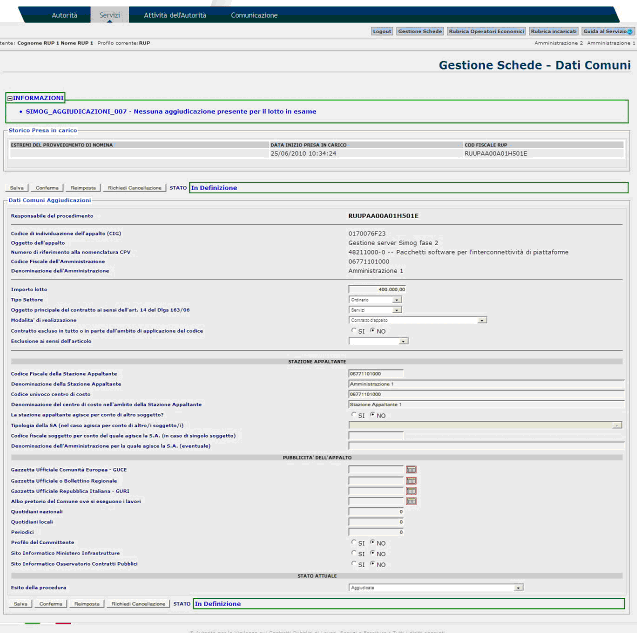 Autorità Servizi Attività dell'Autorità Comunicazione
Logout Gestione Schede Rubrica Operatori Economici Rubrica incaricati Guida al Servizio
tente: Cognome RUP 1 Nome RUP 1 Profilo corrente: RUP Amministrazione 2 Amministrazione 1
Gestione Schede - Dati Comuni
INFORMAZIONI
SIMOG_AGGIUDICAZIONI_007 - Nessuna aggiudicazione presente per il lotto in esame
Storico Presa in carico
ESTREMI DEL PROVVEDIMENTO DI NOMINA DATA INIZIO PRESA IN CARICO COD FISCALE RUP
25/06/2010 10:34:24 RUUPAA00A01H501E
Salva Conferma Reimposta Richiedi Cancellazione STATO In Definizione
Dati Comuni Aggiudicazioni
Responsabile del procedimento RUUPAA00A01H501E
Codice di individuazione dell'appalto (CIG) 0170076F23
Oggetto dell'appalto Gestione server Simog fase 2
Numero di riferimento alla nomenclatura CPV 48211000-0 -- Pacchetti software per l'interconnettività di piattaforme
Codice Fiscale dell'Amministrazione 06771101000
Denominazione dell'Amministrazione Amministrazione 1
Importo lotto 400.000,00
Tipo Settore Ordinario
Oggetto principale del contratto ai sensi dell'art. 14 del Dlgs 163/06 Servizi
Modalita' di realizzazione Contratto d'appalto
Contratto escluso in tutto o in parte dall'ambito di applicazione del codice SI NO
Esclusione ai sensi dell'articolo
STAZIONE APPALTANTE
Codice Fiscale della Stazione Appaltante 06771101000
Denominazione della Stazione Appaltante Amministrazione 1
Codice univoco centro di costo 06771101000
Denominazione del centro di costo nell'ambito della Stazione Appaltante Stazione Appaltante 1
La stazione appaltante agisce per conto di altro soggetto? SI NO
Tipologia della SA (nel caso agisca per conto di altro/i soggetto/i)
Codice fiscale soggetto per conto del quale agisce la S.A. (in caso di singolo soggetto)
Denominazione dell'Amministrazione per la quale agisce la S.A. (eventuale)
PUBBLICITA' DELL'APPALTO
Gazzetta Ufficiale Comunità Europea - GUCE
Gazzetta Ufficiale o Bollettino Regionale
Gazzetta Ufficiale Repubblica Italiana - GURI
Albo pretorio del Comune ove si eseguono i lavori
Quotidiani nazionali 0
Quotidiani locali 0
Periodici 0
Profilo del Committente SI NO
Sito Informatico Ministero Infrastrutture SI NO
Sito Informatico Osservatorio Contratti Pubblici SI NO
STATO ATTUALE
Esito della procedura Aggiudicata
Salva Conferma Reimposta Richiedi Cancellazione STATO In Definizione